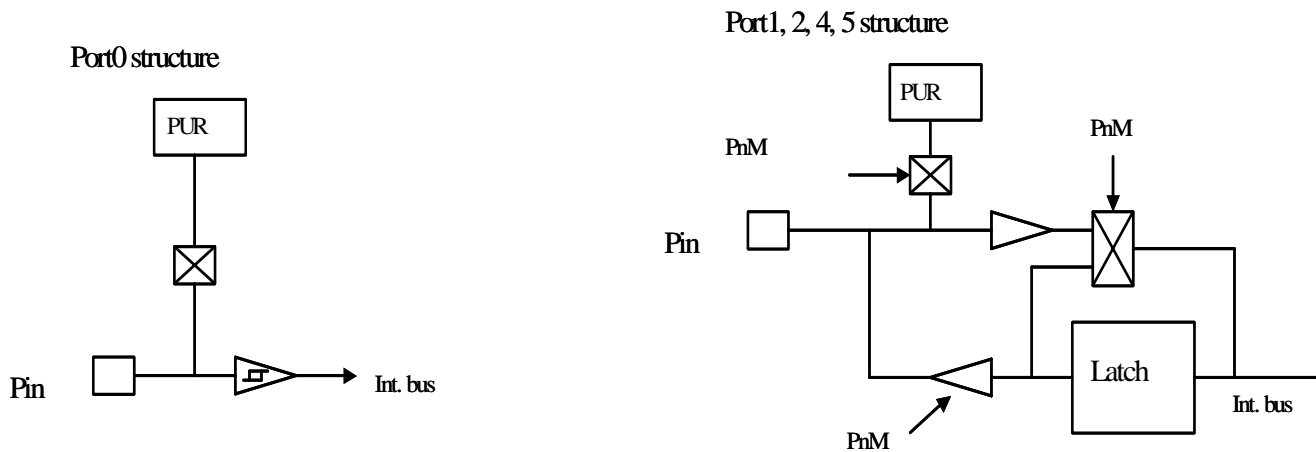 Port0 structure
PUR
Pin
Int. bus
Port1, 2, 4, 5 structure
PUR
PnM
PnM
Pin
Latch
Int. bus
PnM